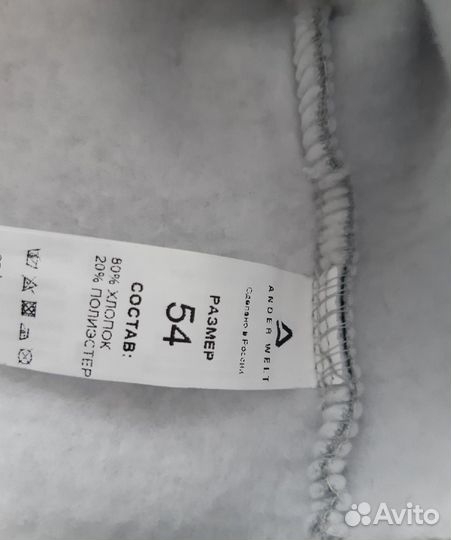 ANDER WELT
Сделано в России
РАЗМЕР
54
СОСТАВ:
80% ХЛОПОК
20% ПОЛИЭСТЕР
Avito